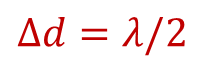 Δd = λ/2